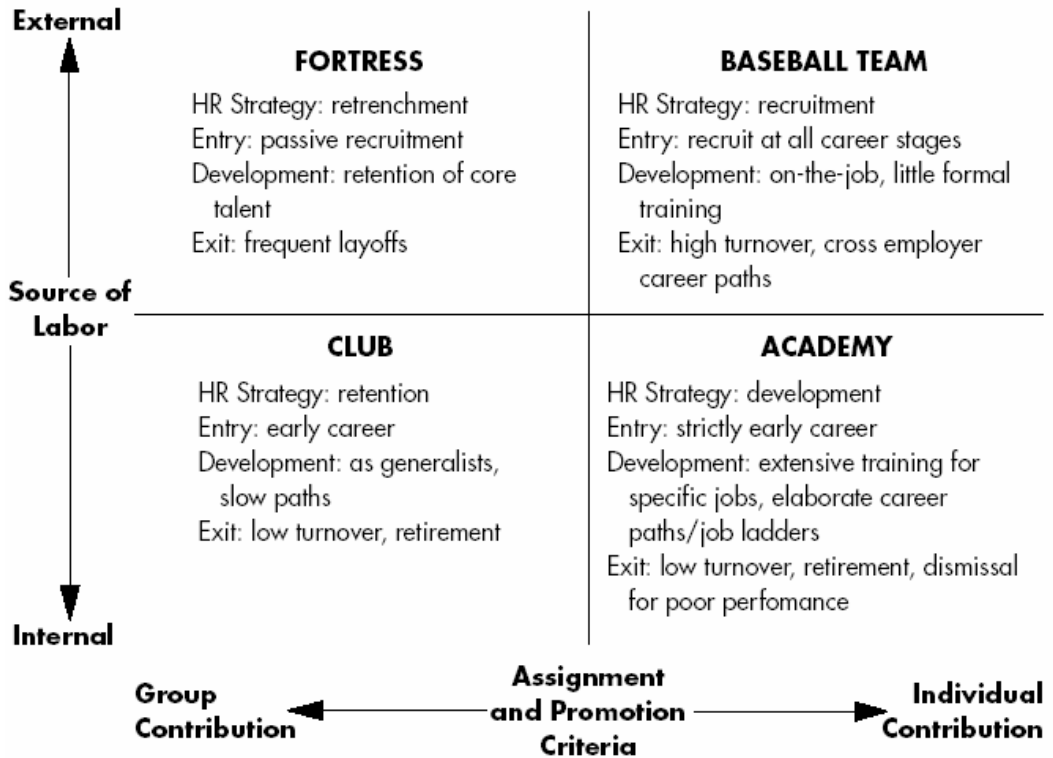 External
FORTRESS
HR Strategy: retrenchment
Entry: passive recruitment
Development: retention of core
talent
Exit: frequent layoffs
BASEBALL TEAM
HR Strategy: recruitment
Entry: recruit at all career stages
Development: on-the-job, little formal
training
Exit: high turnover, cross employer
career paths
Source of
Labor
CLUB
HR Strategy: retention
Entry: early career
Development: as generalists,
slow paths
Exit: low turnover, retirement
ACADEMY
HR Strategy: development
Entry: strictly early career
Development: extensive training for
specific jobs, elaborate career
paths/job ladders
Exit: low turnover, retirement, dismissal
for poor perfomance
Internal
Group
Contribution
Assignment
and Promotion
Criteria
Individual
Contribution